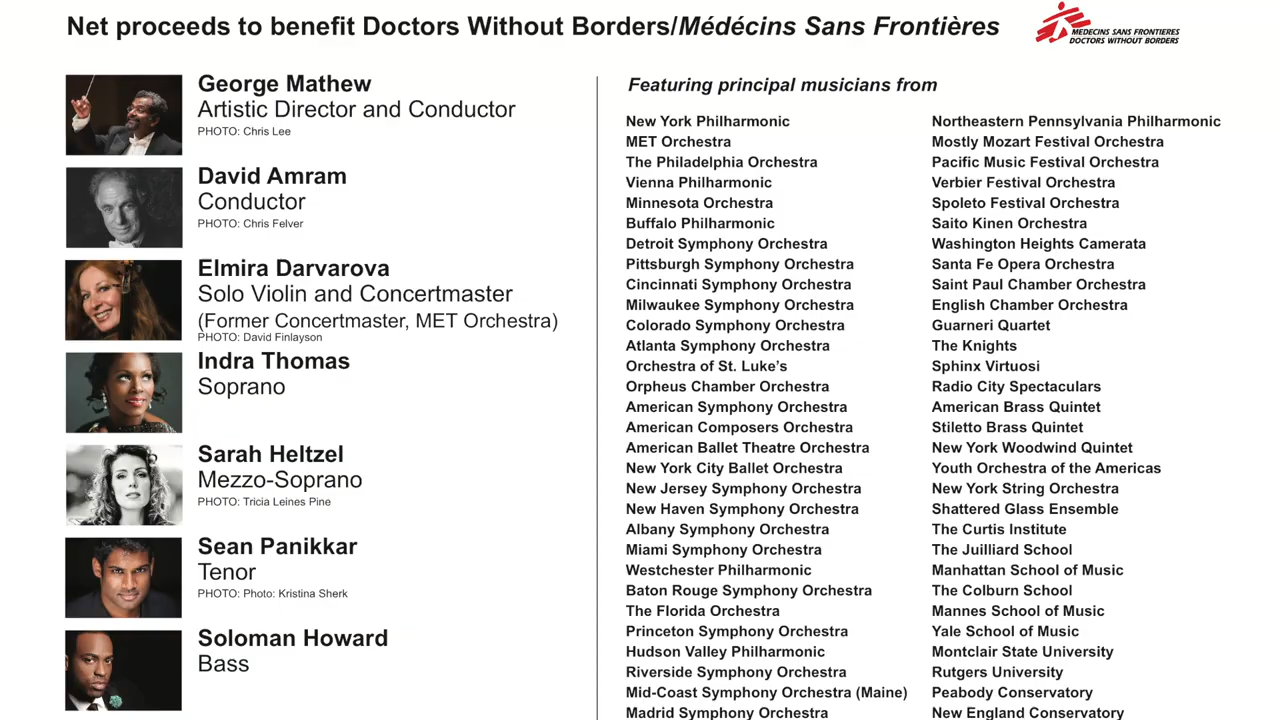 Net proceeds to benefit Doctors Without Borders/Médécins Sans Frontières
MEDECINS SANS FRONTIERES
DOCTORS WITHOUT BORDERS
George Mathew
Artistic Director and Conductor
PHOTO: Chris Lee
David Amram
Conductor
PHOTO: Chris Felver
Elmira Darvarova
Solo Violin and Concertmaster
(Former Concertmaster, MET Orchestra)
PHOTO: David Finlayson
Indra Thomas
Soprano
Sarah Heltzel
Mezzo-Soprano
PHOTO: Tricia Leines Pine
Sean Panikkar
Tenor
PHOTO: Photo: Kristina Sherk
Soloman Howard
Bass
Featuring principal musicians from
New York Philharmonic
MET Orchestra
The Philadelphia Orchestra
Vienna Philharmonic
Minnesota Orchestra
Buffalo Philharmonic
Detroit Symphony Orchestra
Pittsburgh Symphony Orchestra
Cincinnati Symphony Orchestra
Milwaukee Symphony Orchestra
Colorado Symphony Orchestra
Atlanta Symphony Orchestra
Orchestra of St. Luke’s
Orpheus Chamber Orchestra
American Symphony Orchestra
American Composers Orchestra
American Ballet Theatre Orchestra
New York City Ballet Orchestra
New Jersey Symphony Orchestra
New Haven Symphony Orchestra
Albany Symphony Orchestra
Miami Symphony Orchestra
Westchester Philharmonic
Baton Rouge Symphony Orchestra
The Florida Orchestra
Princeton Symphony Orchestra
Hudson Valley Philharmonic
Riverside Symphony Orchestra
Mid-Coast Symphony Orchestra (Maine)
Madrid Symphony Orchestra
Northeastern Pennsylvania Philharmonic
Mostly Mozart Festival Orchestra
Pacific Music Festival Orchestra
Verbier Festival Orchestra
Spoleto Festival Orchestra
Saito Kinen Orchestra
Washington Heights Camerata
Santa Fe Opera Orchestra
Saint Paul Chamber Orchestra
English Chamber Orchestra
Guarneri Quartet
The Knights
Sphinx Virtuosi
Radio City Spectaculars
American Brass Quintet
Stiletto Brass Quintet
New York Woodwind Quintet
Youth Orchestra of the Americas
New York String Orchestra
Shattered Glass Ensemble
The Curtis Institute
The Juilliard School
Manhattan School of Music
The Colburn School
Mannes School of Music
Yale School of Music
Montclair State University
Rutgers University
Peabody Conservatory
New England Conservatory